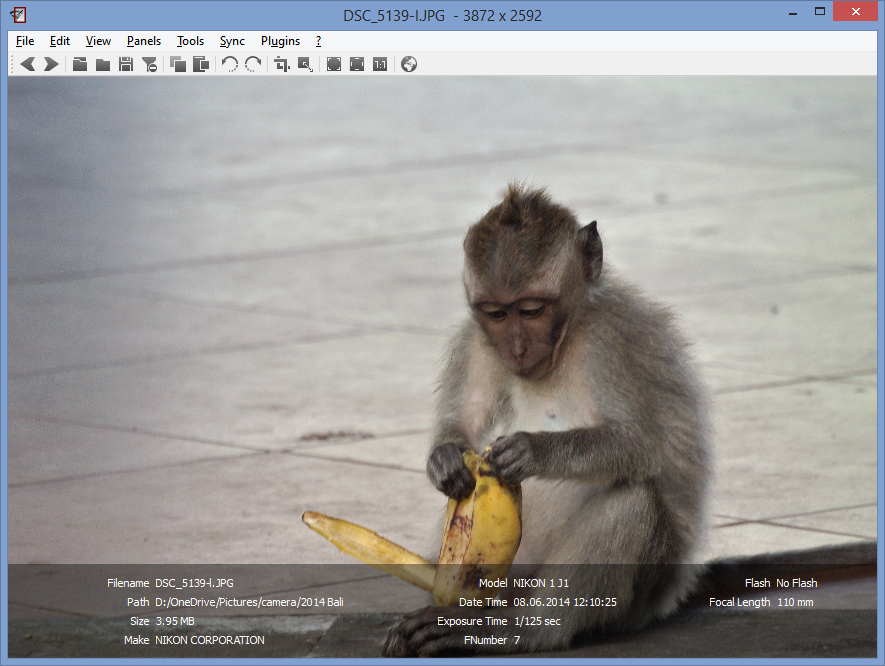 DSC_5139-l.JPG - 3872 x 2592
File Edit View Panels Tools Sync Plugins ?
1:1
Filename DSC_5139-l.JPG Model NIKON 1 J1 Flash No Flash
Path D:/OneDrive/Pictures/camera/2014 Bali Date Time 08.06.2014 12:10:25 Focal Length 110 mm
Size 3.95 MB Exposure Time 1/125 sec
Make NIKON CORPORATION FNumber 7